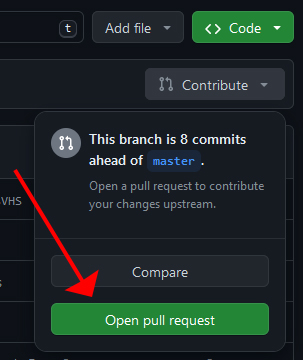 t
Add file
<> Code
Contribute
This branch is 8 commits
ahead of master.
Open a pull request to contribute
your changes upstream.
VHS
Compare
Open pull request